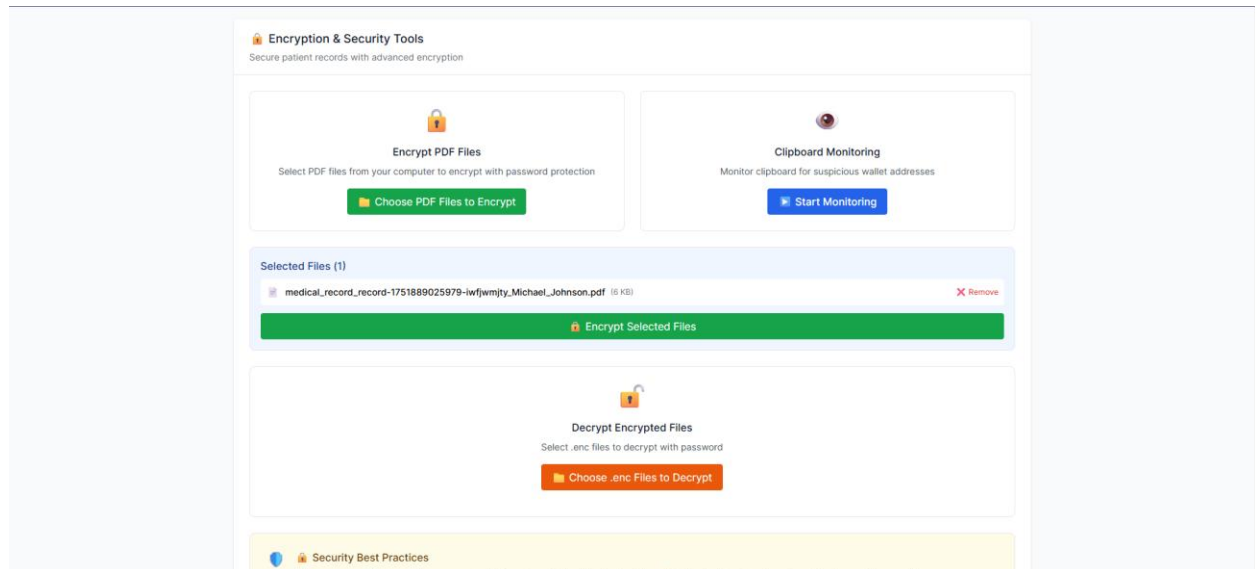 Encryption & Security Tools
Secure patient records with advanced encryption
Encrypt PDF Files
Select PDF files from your computer to encrypt with password protection
Choose PDF Files to Encrypt
Clipboard Monitoring
Monitor clipboard for suspicious wallet addresses
Start Monitoring
Selected Files (1)
medical_record_record-1751889025979-iwfjwmjty_Michael_Johnson.pdf (6 KB)
Remove
Encrypt Selected Files
Decrypt Encrypted Files
Select .enc files to decrypt with password
Choose .enc Files to Decrypt
Security Best Practices